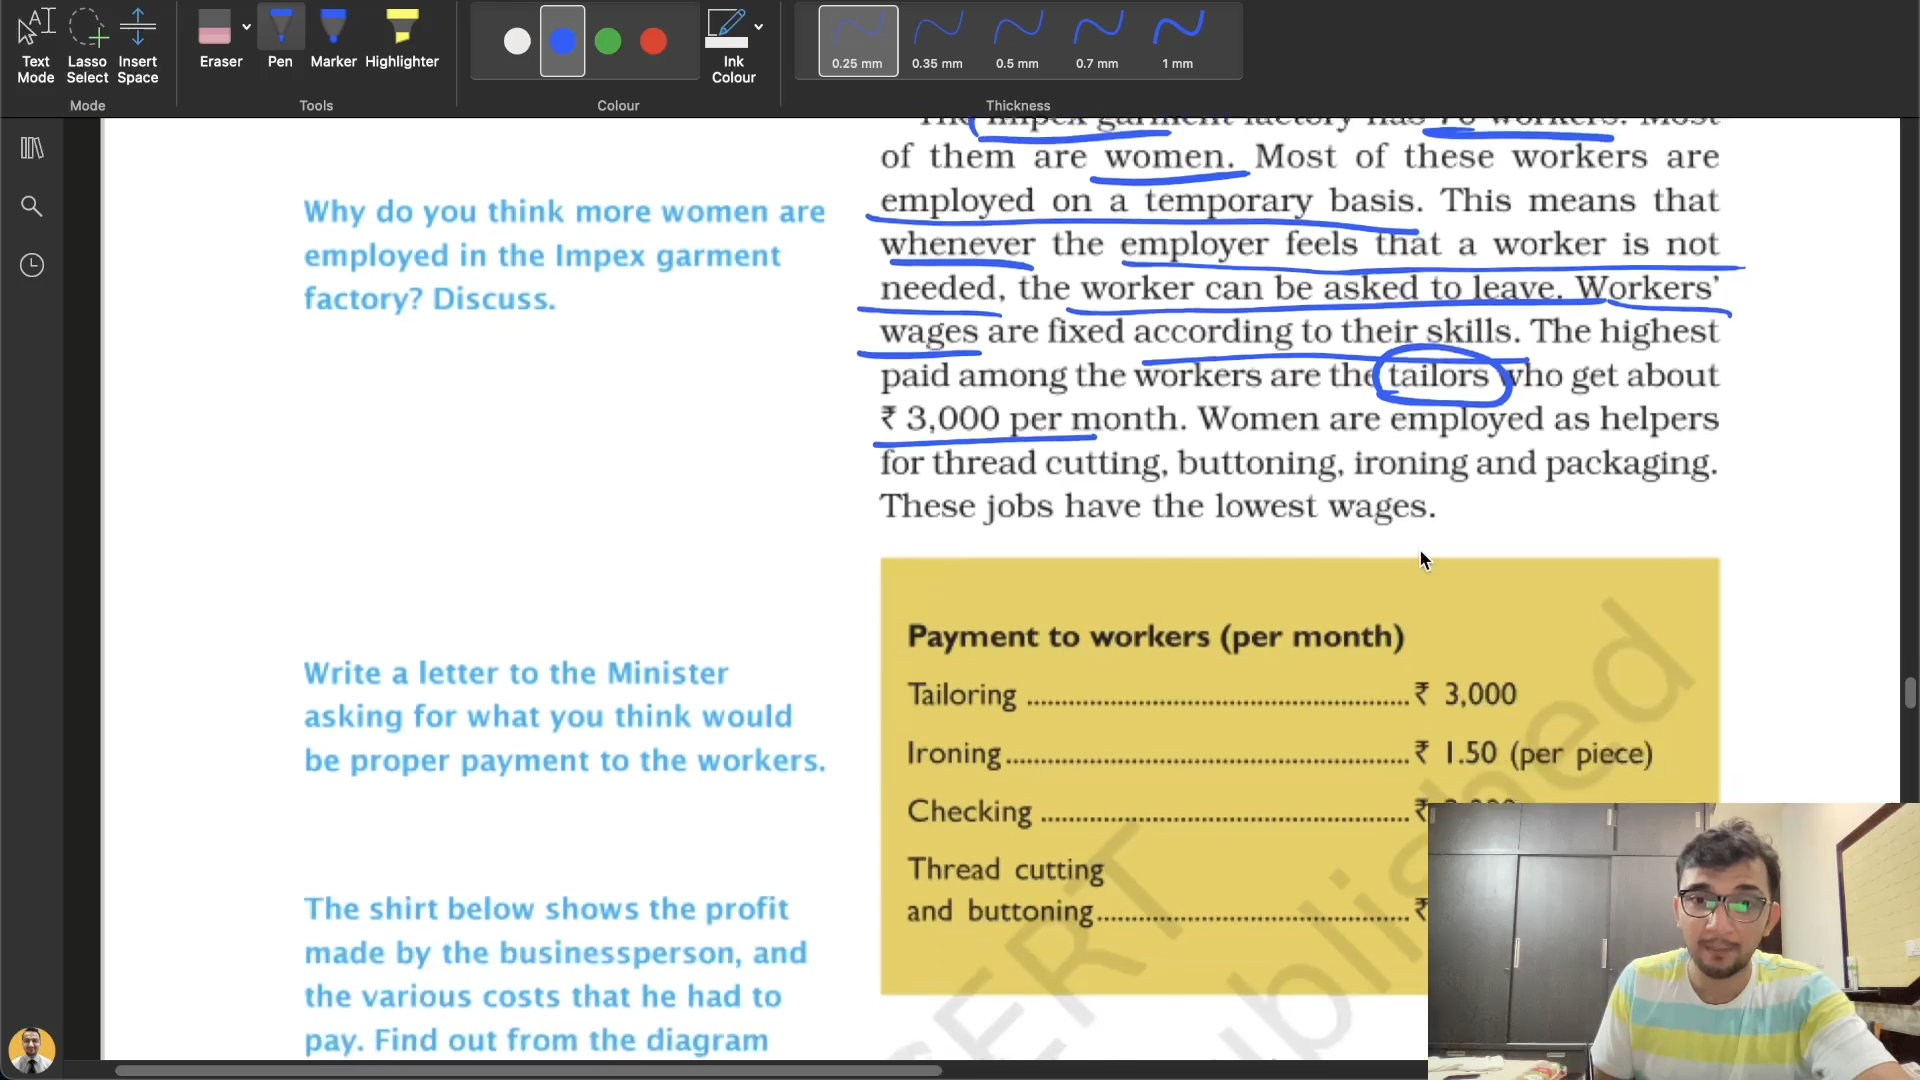 Text Mode
Lasso Select
Insert Space
Mode
Eraser
Pen
Marker
Highlighter
Tools
Colour
Ink Colour
0.25 mm
0.35 mm
0.5 mm
0.7 mm
1 mm
Thickness
Why do you think more women are
employed in the Impex garment
factory? Discuss.
Write a letter to the Minister
asking for what you think would
be proper payment to the workers.
The shirt below shows the profit
made by the businessperson, and
the various costs that he had to
pay. Find out from the diagram
The Impex garment factory has 70 workers. Most
of them are women. Most of these workers are
employed on a temporary basis. This means that
whenever the employer feels that a worker is not
needed, the worker can be asked to leave. Workers’
wages are fixed according to their skills. The highest
paid among the workers are the tailors who get about
₹ 3,000 per month. Women are employed as helpers
for thread cutting, buttoning, ironing and packaging.
These jobs have the lowest wages.
Payment to workers (per month)
Tailoring ........................................................ ₹ 3,000
Ironing........................................................ ₹ 1.50 (per piece)
Checking ........................................................ ₹
Thread cutting
and buttoning........................................................ ₹